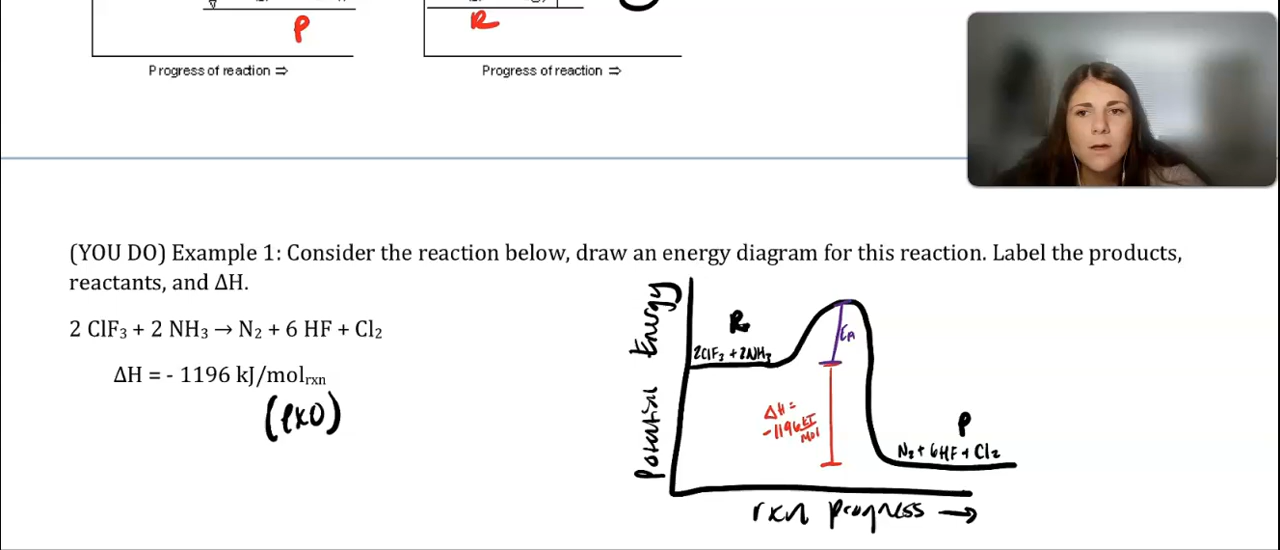 P
R
Progress of reaction ⇒
Progress of reaction ⇒
(YOU DO) Example 1: Consider the reaction below, draw an energy diagram for this reaction. Label the products,
reactants, and ΔH.
2 ClF₃ + 2 NH₃ → N₂ + 6 HF + Cl₂
ΔH = - 1196 kJ/molrxn
(exo)
Potential Energy
R
2ClF₃ + 2NH₃
EA
ΔH =
-1196 kJ/mol
P
N₂ + 6HF + Cl₂
rxn progress →